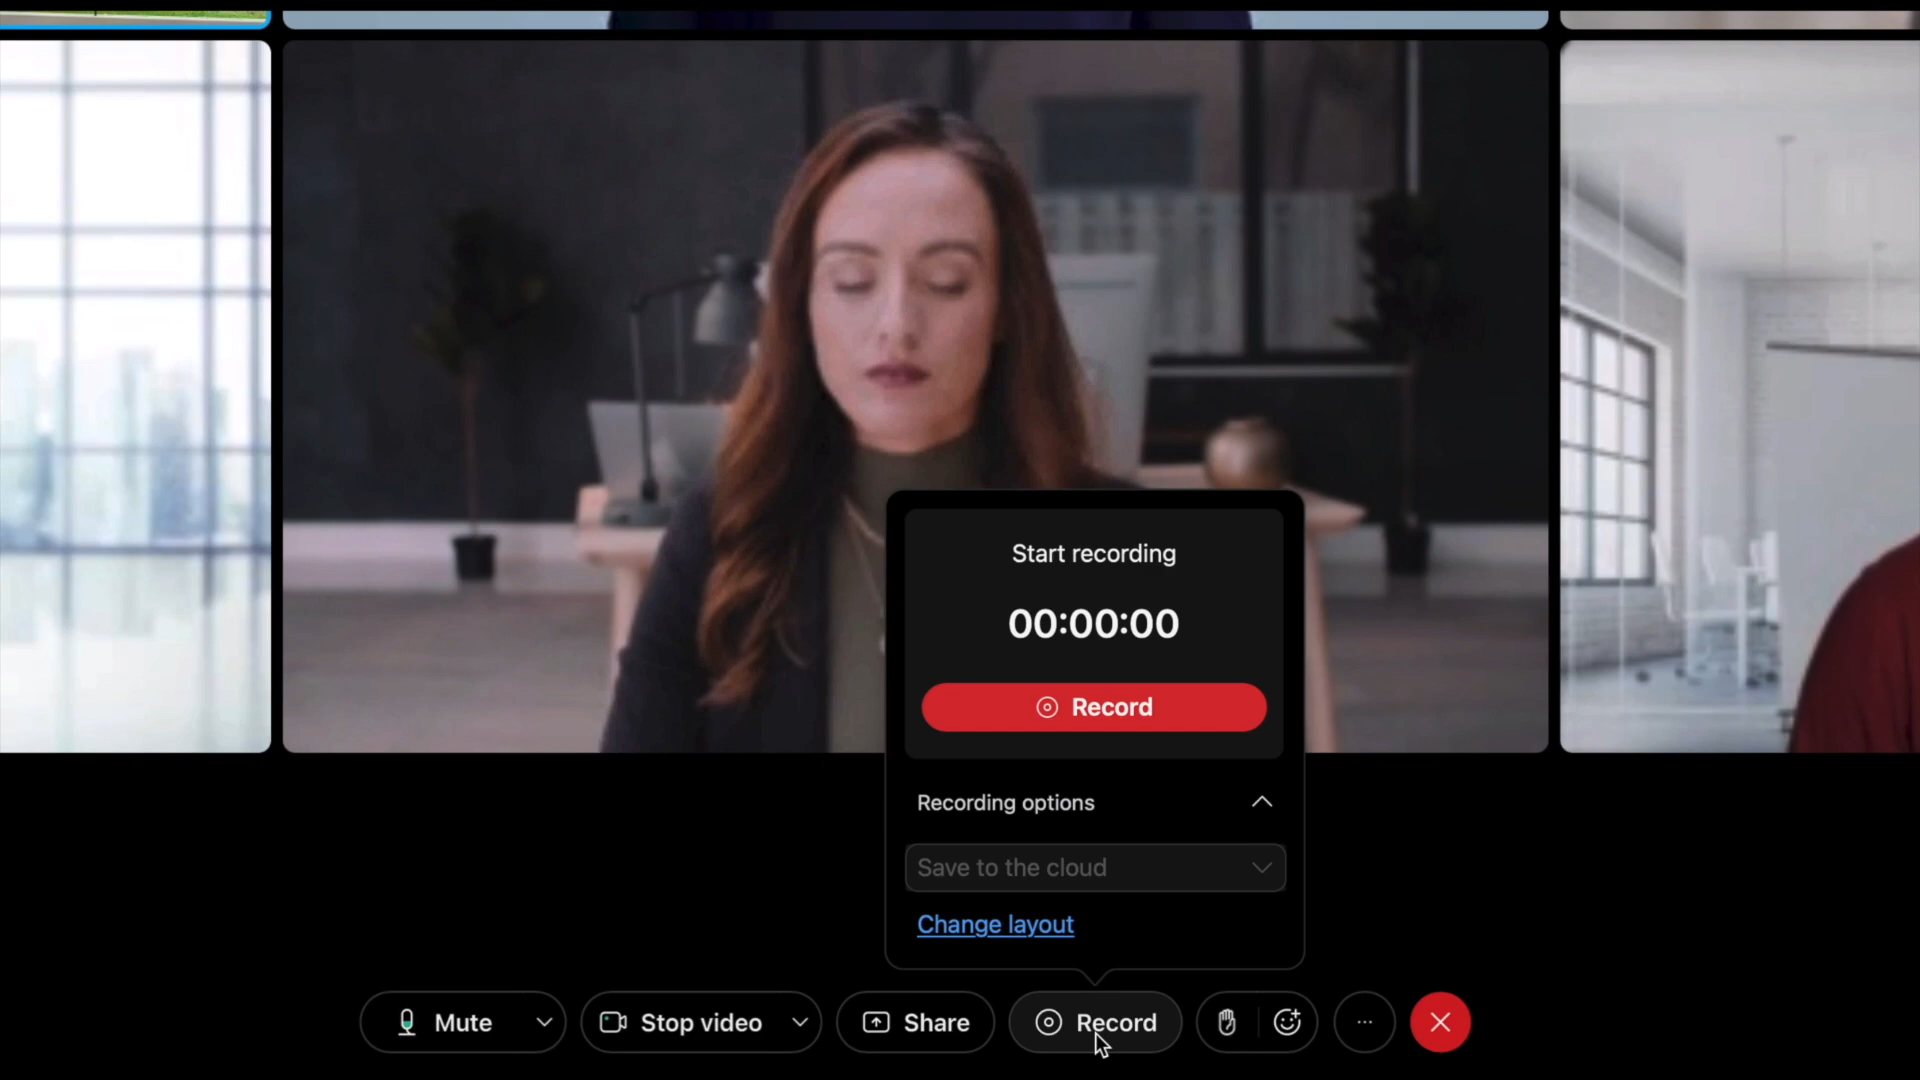 Start recording
00:00:00
Record
Recording options
Save to the cloud
Change layout
Mute
Stop video
Share
Record